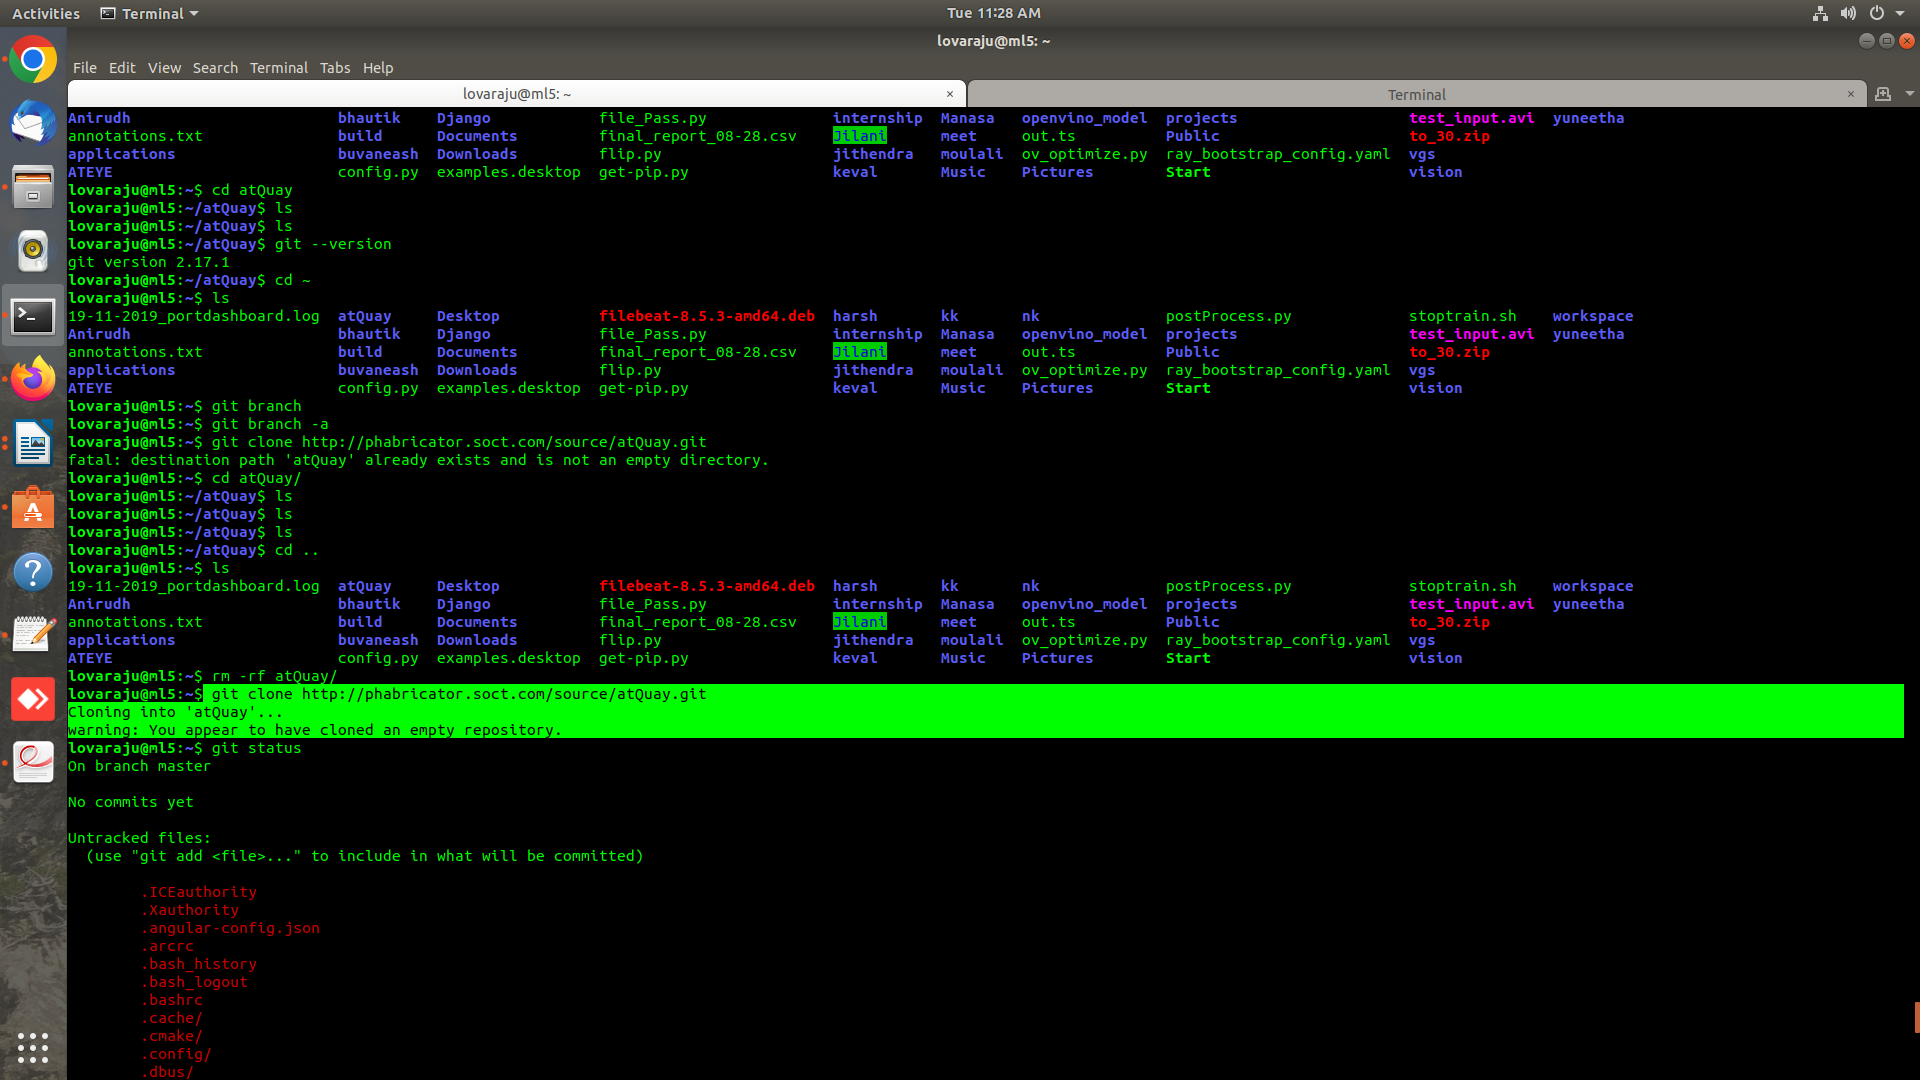 Activities Terminal Tue 11:28 AM
lovaraju@ml5: ~
File Edit View Search Terminal Tabs Help
lovaraju@ml5: ~ × Terminal ×
Anirudh bhautik Django file_Pass.py internship Manasa openvino_model projects test_input.avi yuneetha
annotations.txt build Documents final_report_08-28.csv Jilani meet out.ts Public to_30.zip
applications buvaneash Downloads flip.py jithendra moulali ov_optimize.py ray_bootstrap_config.yaml vgs
ATEYE config.py examples.desktop get-pip.py keval Music Pictures Start vision
lovaraju@ml5:~$ cd atQuay
lovaraju@ml5:~/atQuay$ ls
lovaraju@ml5:~/atQuay$ ls
lovaraju@ml5:~/atQuay$ git --version
git version 2.17.1
lovaraju@ml5:~/atQuay$ cd ~
lovaraju@ml5:~$ ls
19-11-2019_portdashboard.log atQuay Desktop filebeat-8.5.3-amd64.deb harsh kk nk postProcess.py stoptrain.sh workspace
Anirudh bhautik Django file_Pass.py internship Manasa openvino_model projects test_input.avi yuneetha
annotations.txt build Documents final_report_08-28.csv Jilani meet out.ts Public to_30.zip
applications buvaneash Downloads flip.py jithendra moulali ov_optimize.py ray_bootstrap_config.yaml vgs
ATEYE config.py examples.desktop get-pip.py keval Music Pictures Start vision
lovaraju@ml5:~$ git branch
lovaraju@ml5:~$ git branch -a
lovaraju@ml5:~$ git clone http://phabricator.soct.com/source/atQuay.git
fatal: destination path 'atQuay' already exists and is not an empty directory.
lovaraju@ml5:~$ cd atQuay/
lovaraju@ml5:~/atQuay$ ls
lovaraju@ml5:~/atQuay$ ls
lovaraju@ml5:~/atQuay$ ls
lovaraju@ml5:~/atQuay$ cd ..
lovaraju@ml5:~$ ls
19-11-2019_portdashboard.log atQuay Desktop filebeat-8.5.3-amd64.deb harsh kk nk postProcess.py stoptrain.sh workspace
Anirudh bhautik Django file_Pass.py internship Manasa openvino_model projects test_input.avi yuneetha
annotations.txt build Documents final_report_08-28.csv Jilani meet out.ts Public to_30.zip
applications buvaneash Downloads flip.py jithendra moulali ov_optimize.py ray_bootstrap_config.yaml vgs
ATEYE config.py examples.desktop get-pip.py keval Music Pictures Start vision
lovaraju@ml5:~$ rm -rf atQuay/
lovaraju@ml5:~$ git clone http://phabricator.soct.com/source/atQuay.git
Cloning into 'atQuay'...
warning: You appear to have cloned an empty repository.
lovaraju@ml5:~$ git status
On branch master
No commits yet
Untracked files:
(use "git add <file>..." to include in what will be committed)
.ICEauthority
.Xauthority
.angular-config.json
.arcrc
.bash_history
.bash_logout
.bashrc
.cache/
.cmake/
.config/
.dbus/